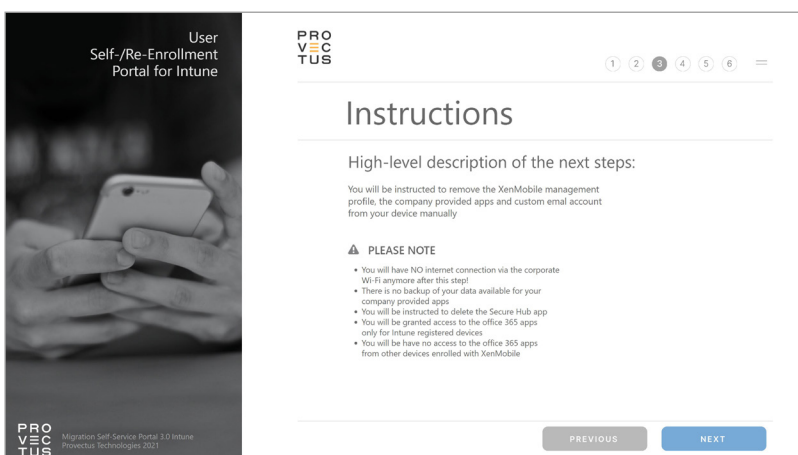 User
Self-/Re-Enrollment
Portal for Intune
PRO
VEC
TUS
1 2 3 4 5 6
Instructions
High-level description of the next steps:
You will be instructed to remove the XenMobile management
profile, the company provided apps and custom emal account
from your device manually
PLEASE NOTE
• You will have NO internet connection via the corporate
Wi-Fi anymore after this step!
• There is no backup of your data available for your
company provided apps
• You will be instructed to delete the Secure Hub app
• You will be granted access to the office 365 apps
only for Intune registered devices
• You will be have no access to the office 365 apps
from other devices enrolled with XenMobile
PREVIOUS
NEXT
PRO
VEC
TUS
Migration Self-Service Portal 3.0 Intune
Provectus Technologies 2021